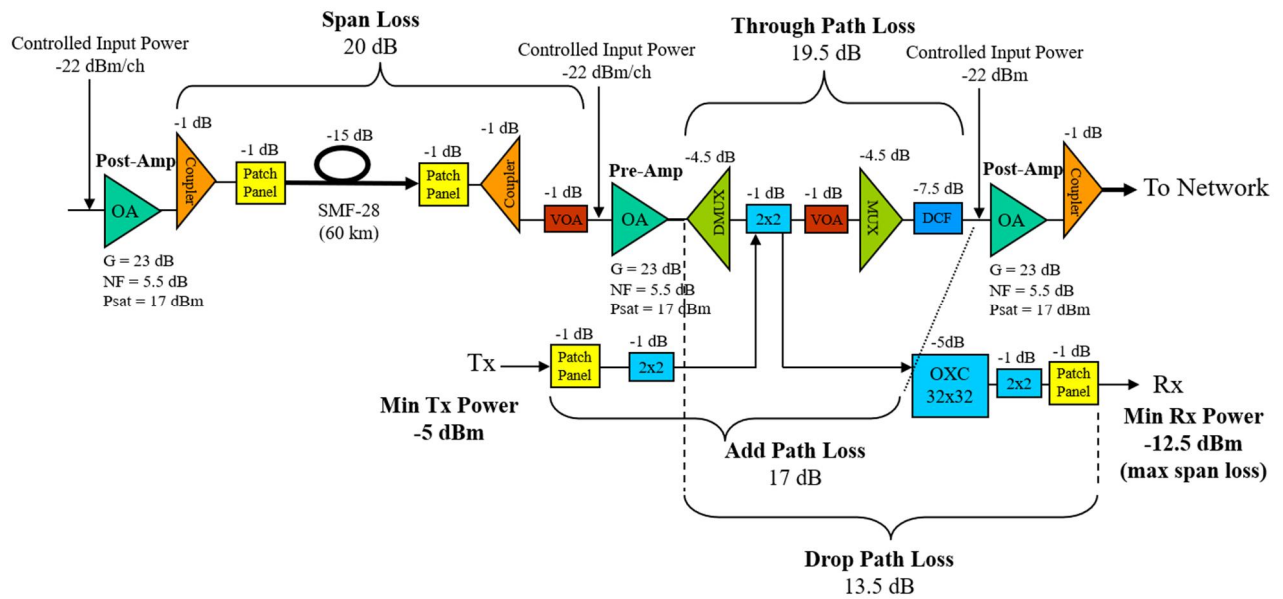 Span Loss
20 dB
Through Path Loss
19.5 dB
Controlled Input Power
-22 dBm/ch
Controlled Input Power
-22 dBm/ch
Controlled Input Power
-22 dBm
-1 dB
Coupler
Post-Amp
OA
G = 23 dB
NF = 5.5 dB
Psat = 17 dBm
-1 dB
Patch
Panel
-15 dB
SMF-28
(60 km)
-1 dB
Patch
Panel
-1 dB
Coupler
-1 dB
VOA
Pre-Amp
OA
G = 23 dB
NF = 5.5 dB
Psat = 17 dBm
-4.5 dB
DMUX
-1 dB
2x2
-1 dB
VOA
-4.5 dB
MUX
-7.5 dB
DCF
Post-Amp
OA
G = 23 dB
NF = 5.5 dB
Psat = 17 dBm
-1 dB
Coupler
To Network
Tx
Min Tx Power
-5 dBm
-1 dB
Patch
Panel
-1 dB
2x2
-5dB
OXC
32x32
-1 dB
2x2
-1 dB
Patch
Panel
Rx
Min Rx Power
-12.5 dBm
(max span loss)
Add Path Loss
17 dB
Drop Path Loss
13.5 dB